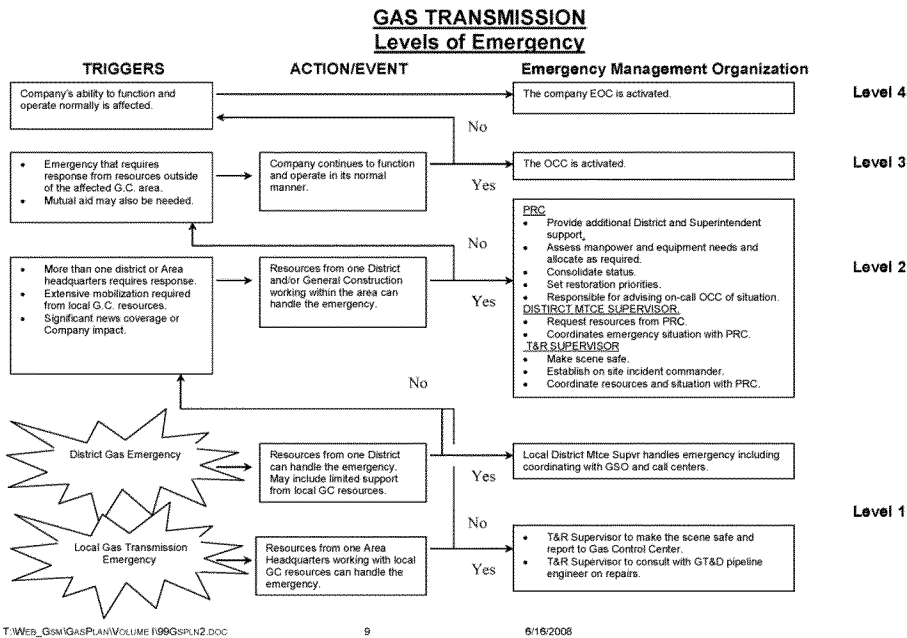 GAS TRANSMISSION
Levels of Emergency
TRIGGERS
ACTION/EVENT
Emergency Management Organization
Company's ability to function and
operate normally is affected.
The company EOC is activated.
Level 4
No
• Emergency that requires
response from resources outside
of the affected G.C. area.
• Mutual aid may also be needed.
Company continues to function
and operate in its normal
manner.
Yes
The OCC is activated.
Level 3
No
• More than one district or Area
headquarters requires response.
• Extensive mobilization required
from local G.C. resources.
• Significant news coverage or
Company impact.
Resources from one District
and/or General Construction
working within the area can
handle the emergency.
Yes
PRC
• Provide additional District and Superintendent
support.
• Assess manpower and equipment needs and
allocate as required.
• Consolidate status.
• Set restoration priorities.
• Responsible for advising on-call OCC of situation.
DISTIRCT MTCE SUPERVISOR.
• Request resources from PRC.
• Coordinates emergency situation with PRC.
T&R SUPERVISOR
• Make scene safe.
• Establish on site incident commander.
• Coordinate resources and situation with PRC.
Level 2
No
District Gas Emergency
Resources from one District
can handle the emergency.
May include limited support
from local GC resources.
Yes
Local District Mtce Supvr handles emergency including
coordinating with GSO and call centers.
Level 1
No
Local Gas Transmission
Emergency
Resources from one Area
Headquarters working with local
GC resources can handle the
emergency.
Yes
• T&R Supervisor to make the scene safe and
report to Gas Control Center.
• T&R Supervisor to consult with GT&D pipeline
engineer on repairs.
T:\WEB_GSM\GASPLAN\VOLUME I\99GSPLN2.DOC
9
6/16/2008